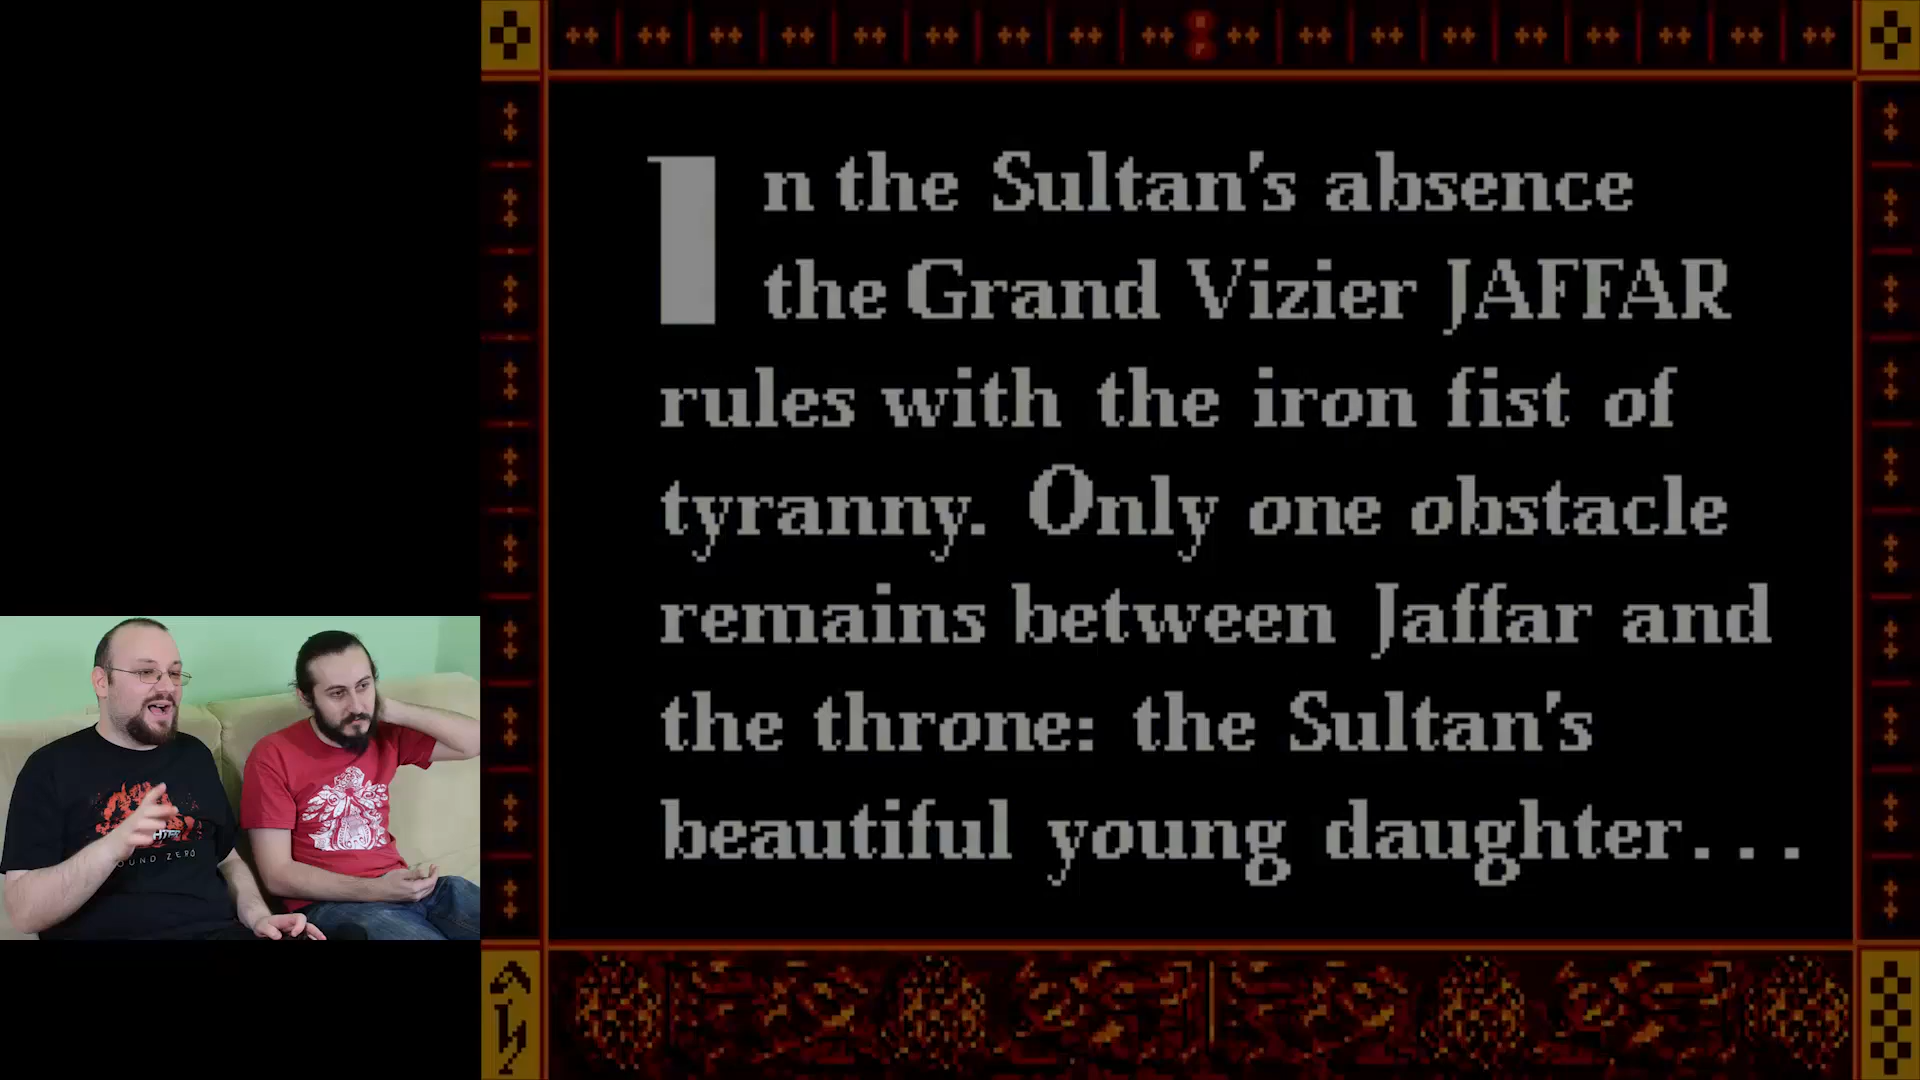 In the Sultan's absence
the Grand Vizier JAFFAR
rules with the iron fist of
tyranny. Only one obstacle
remains between Jaffar and
the throne: the Sultan's
beautiful young daughter...